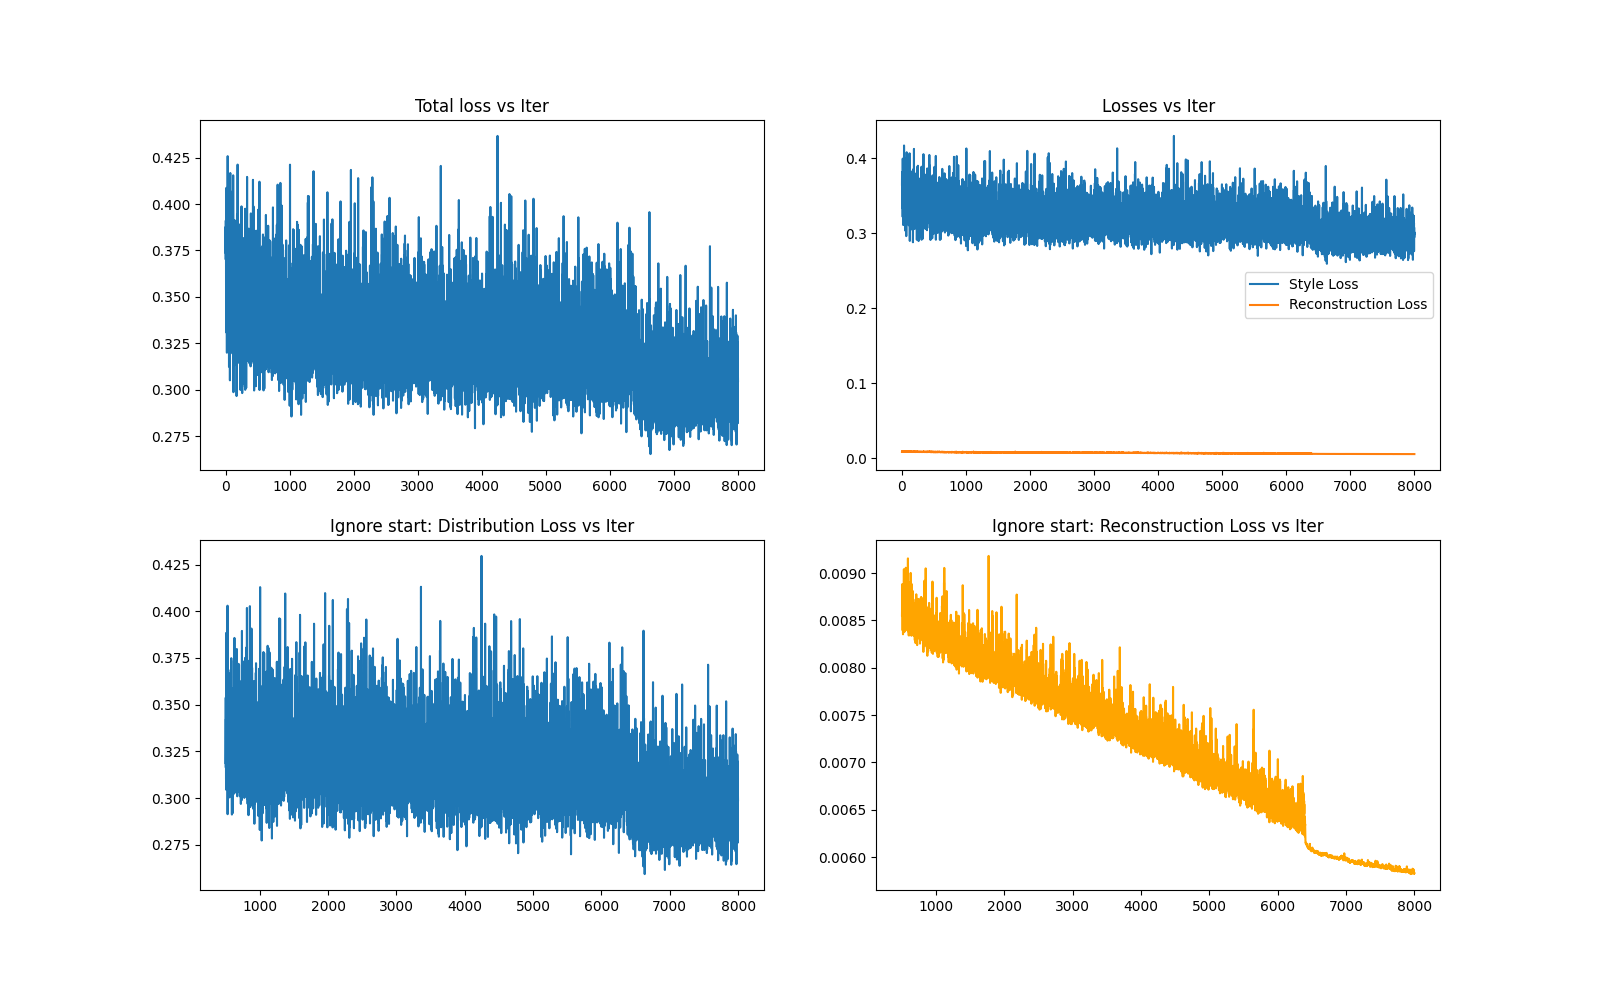 Total loss vs Iter
0.425
0.400
0.375
0.350
0.325
0.300
0.275
0 1000 2000 3000 4000 5000 6000 7000 8000
Losses vs Iter
0.4
0.3
0.2
0.1
0.0
Style Loss
Reconstruction Loss
0 1000 2000 3000 4000 5000 6000 7000 8000
Ignore start: Distribution Loss vs Iter
0.425
0.400
0.375
0.350
0.325
0.300
0.275
1000 2000 3000 4000 5000 6000 7000 8000
Ignore start: Reconstruction Loss vs Iter
0.0090
0.0085
0.0080
0.0075
0.0070
0.0065
0.0060
1000 2000 3000 4000 5000 6000 7000 8000